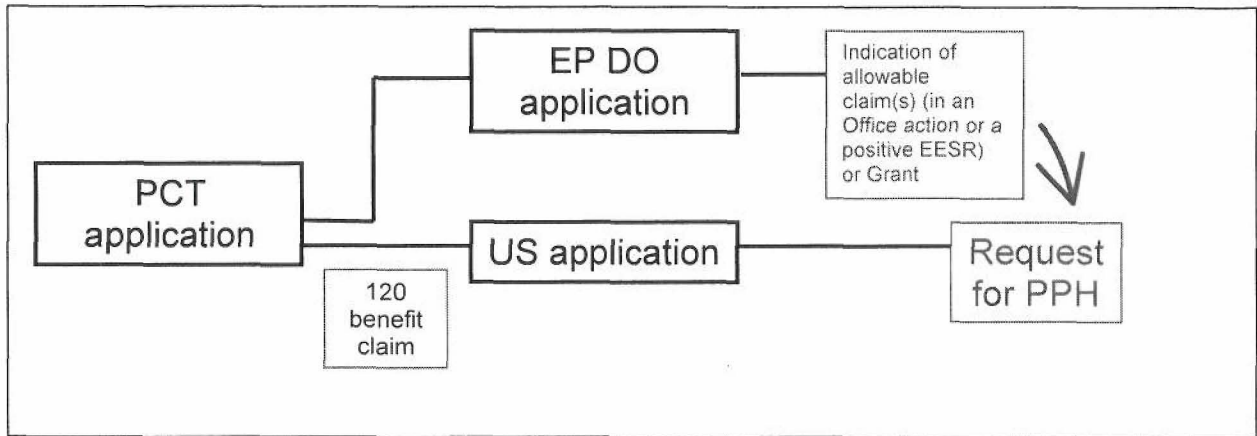 EP DO
application
Indication of
allowable
claim(s) (in an
Office action or a
positive EESR)
or Grant
PCT
application
US application
Request
for PPH
120
benefit
claim